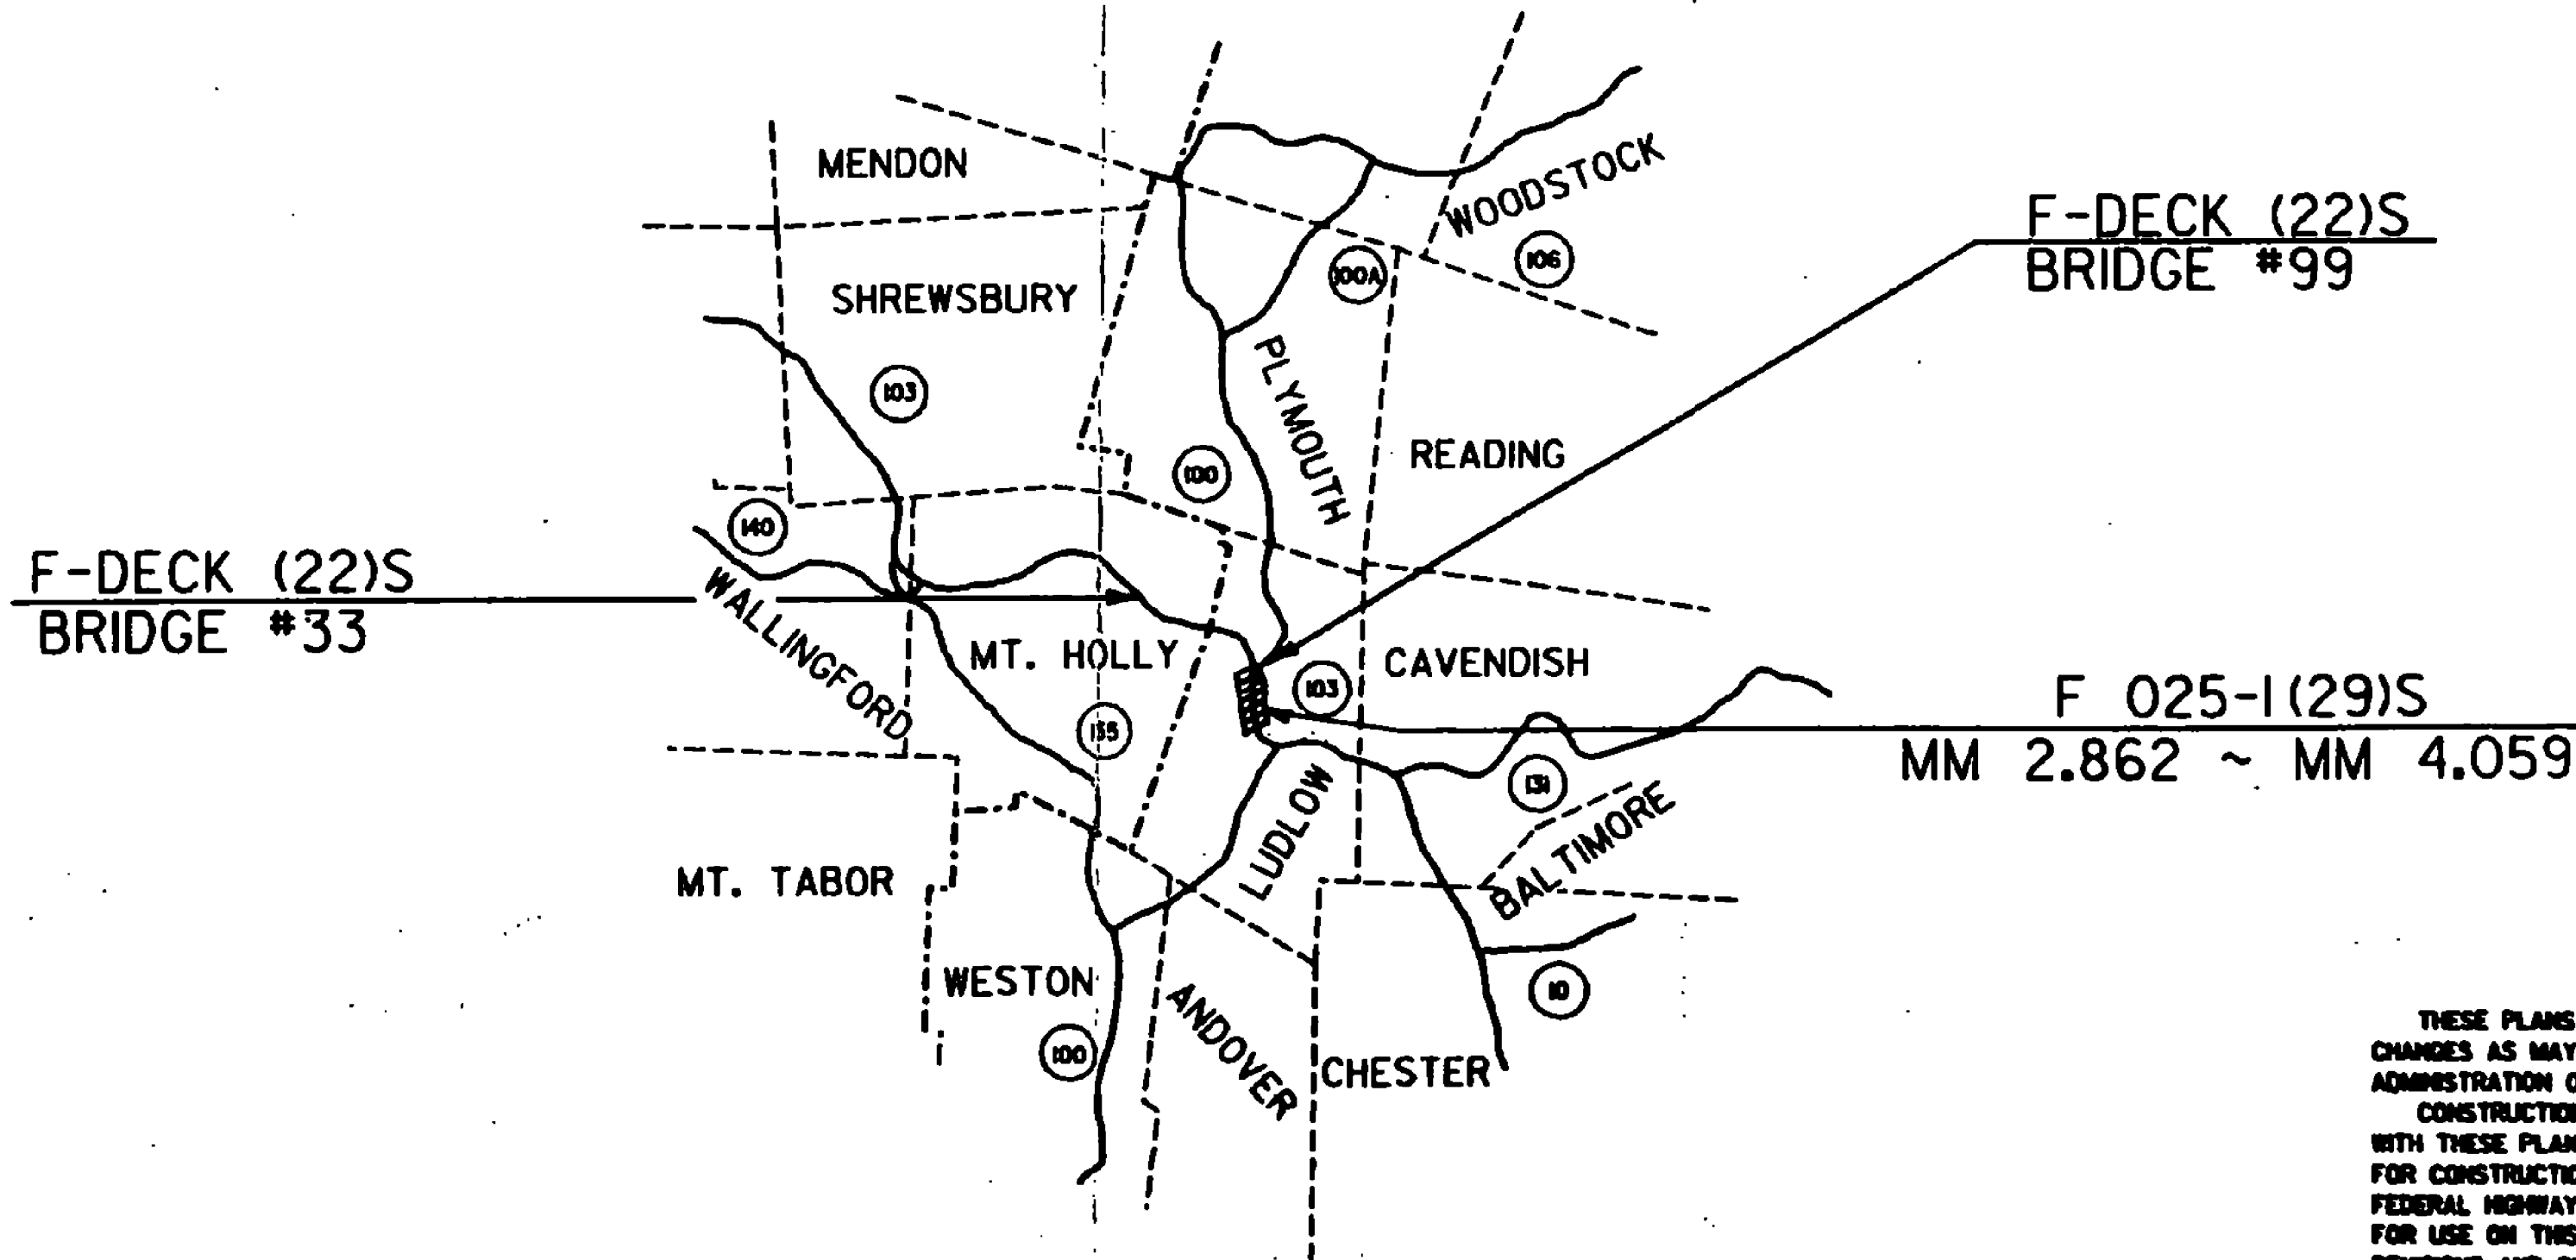 MENDON
WOODSTOCK
F-DECK (22)S
BRIDGE #99
100A
106
SHREWSBURY
103
PLYMOUTH
READING
100
140
F-DECK (22)S
BRIDGE #33
WALLINGFORD
MT. HOLLY
CAVENDISH
103
F 025-1(29)S
MM 2.862 ~ MM 4.059
155
131
LUDLOW
BALTIMORE
MT. TABOR
WESTON
ANDOVER
10
100
CHESTER
THESE PLANS
CHANGES AS MAY
ADMINISTRATION O
CONSTRUCTION
WITH THESE PLAN
FOR CONSTRUCTIO
FEDERAL HIGHWAY
FOR USE ON THIS